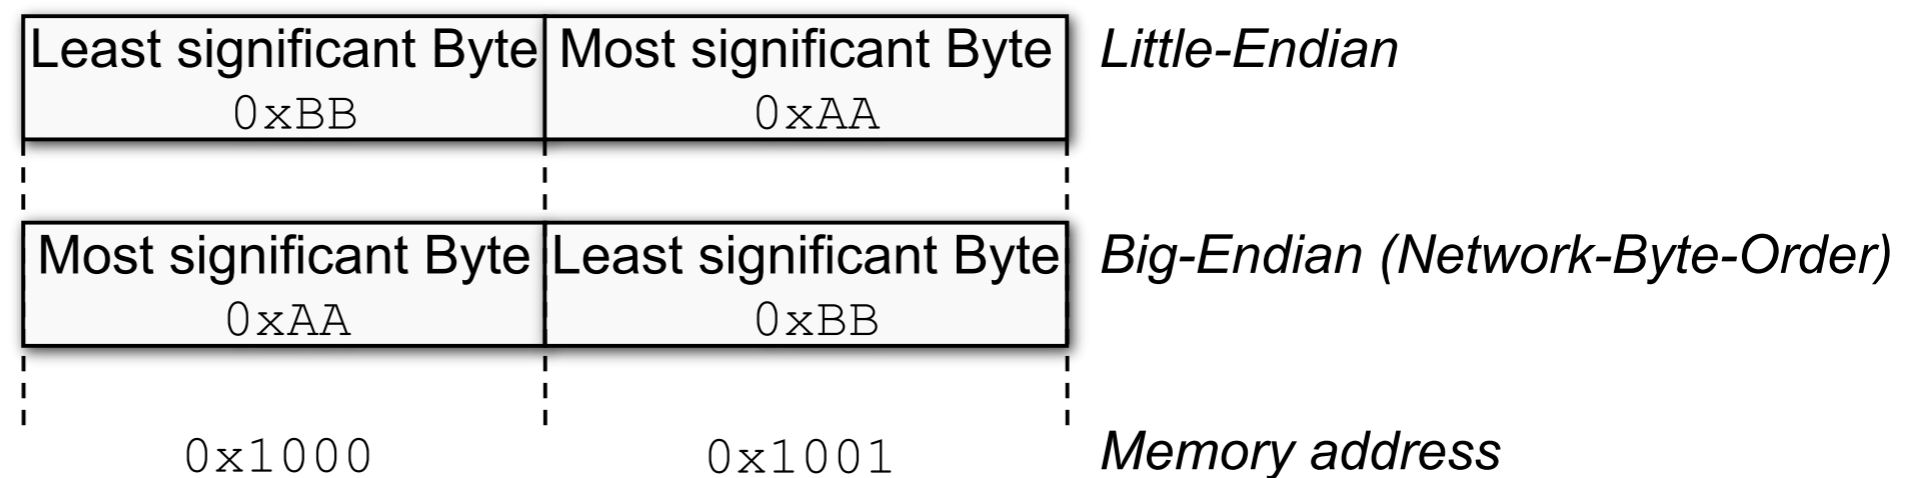 Least significant Byte Most significant Byte Little-Endian
0xBB 0xAA
Most significant Byte Least significant Byte Big-Endian (Network-Byte-Order)
0xAA 0xBB
0x1000 0x1001 Memory address